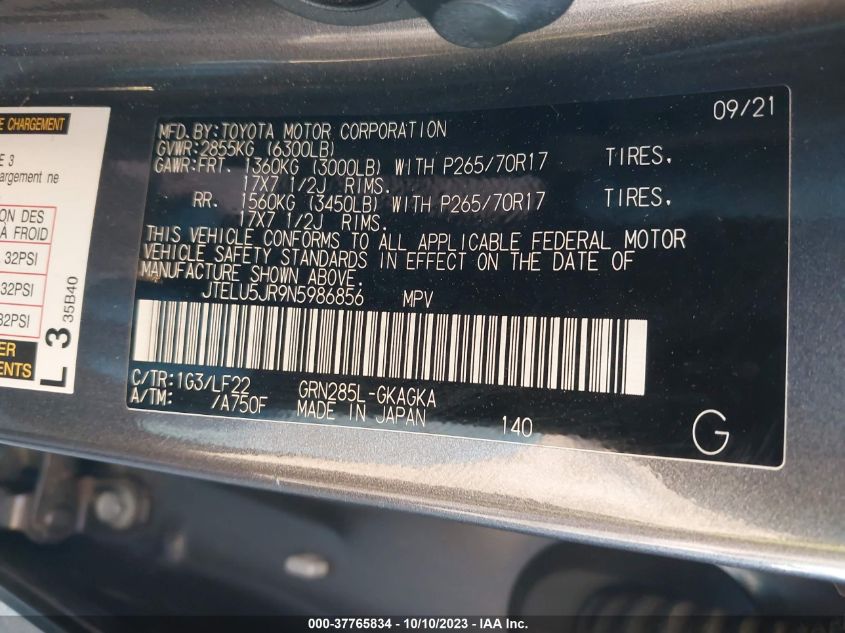 E CHARGEMENT
E 3
argement ne
ON DES
À FROID
32PSI
32PSI
32PSI
ER
ENTS
L 3
35B40
09/21
MFD.BY:TOYOTA MOTOR CORPORATION
GVWR:2855KG (6300LB)
GAWR:FRT. 1360KG (3000LB) WITH P265/70R17 TIRES,
17X7 1/2J RIMS.
RR. 1560KG (3450LB) WITH P265/70R17 TIRES,
17X7 1/2J RIMS.
THIS VEHICLE CONFORMS TO ALL APPLICABLE FEDERAL MOTOR
VEHICLE SAFETY STANDARDS IN EFFECT ON THE DATE OF
MANUFACTURE SHOWN ABOVE.
JTELU5JR9N5986856 MPV
C/TR:1G3/LF22 GRN285L-GKAGKA
A/TM: /A750F MADE IN JAPAN 140
G
000-37765834 - 10/10/2023 - IAA Inc.